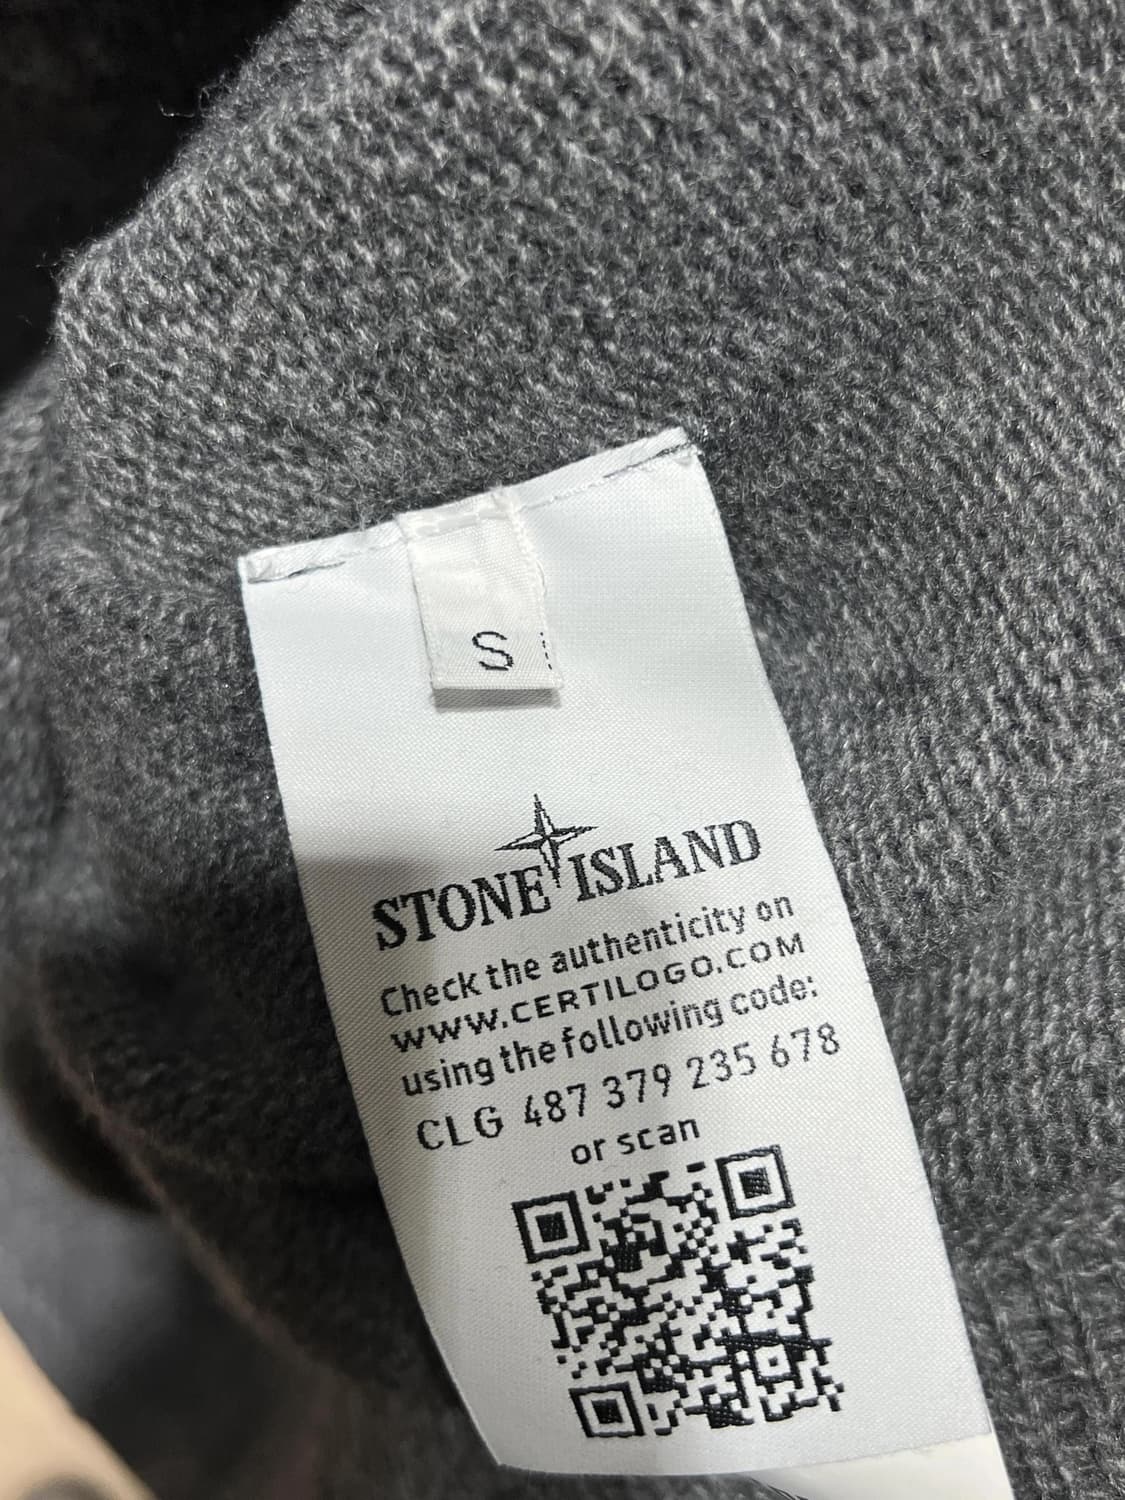 S
STONE ISLAND
Check the authenticity on
WWW.CERTILOGO.COM
using the following code:
CLG 487 379 235 678
or scan